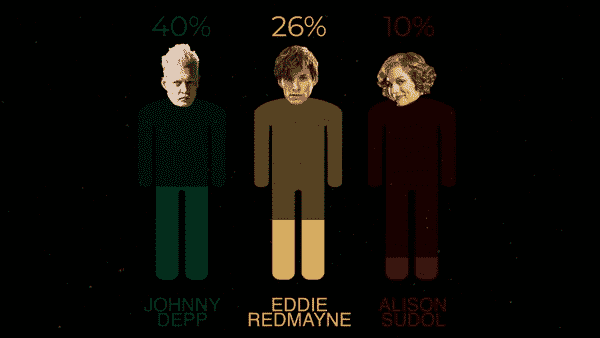 40%
26%
10%
JOHNNY
DEPP
EDDIE
REDMAYNE
ALISON
SUDOL